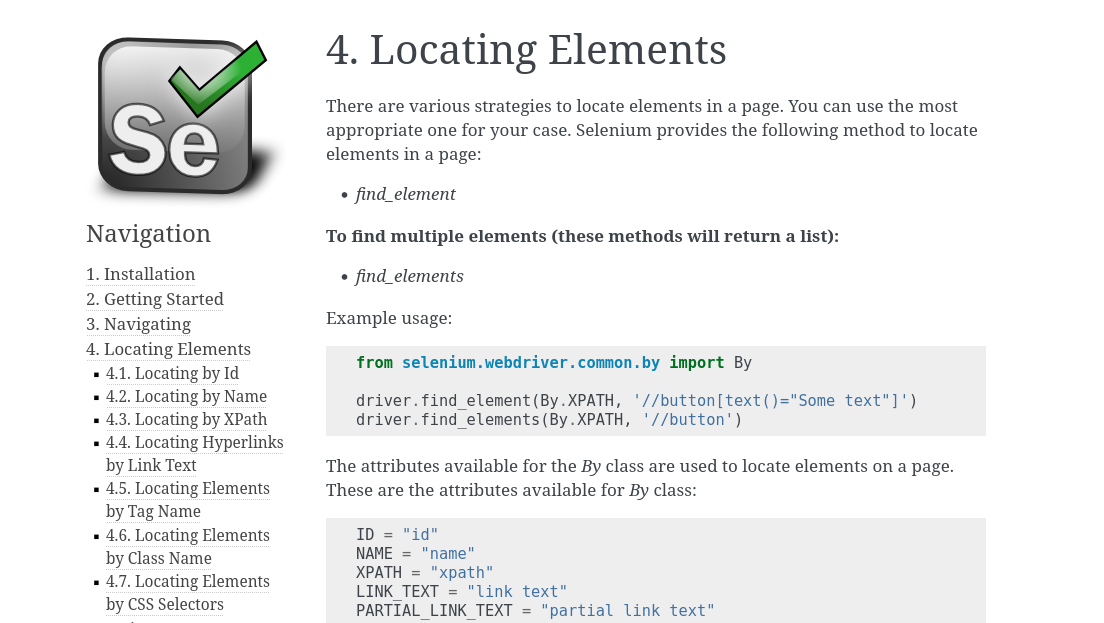 Se
Navigation
1. Installation
2. Getting Started
3. Navigating
4. Locating Elements
4.1. Locating by Id
4.2. Locating by Name
4.3. Locating by XPath
4.4. Locating Hyperlinks
by Link Text
4.5. Locating Elements
by Tag Name
4.6. Locating Elements
by Class Name
4.7. Locating Elements
by CSS Selectors
4. Locating Elements
There are various strategies to locate elements in a page. You can use the most
appropriate one for your case. Selenium provides the following method to locate
elements in a page:
• find_element
To find multiple elements (these methods will return a list):
• find_elements
Example usage:
from selenium.webdriver.common.by import By
driver.find_element(By.XPATH, '//button[text()="Some text"]')
driver.find_elements(By.XPATH, '//button')
The attributes available for the By class are used to locate elements on a page.
These are the attributes available for By class:
ID = "id"
NAME = "name"
XPATH = "xpath"
LINK_TEXT = "link text"
PARTIAL_LINK_TEXT = "partial link text"